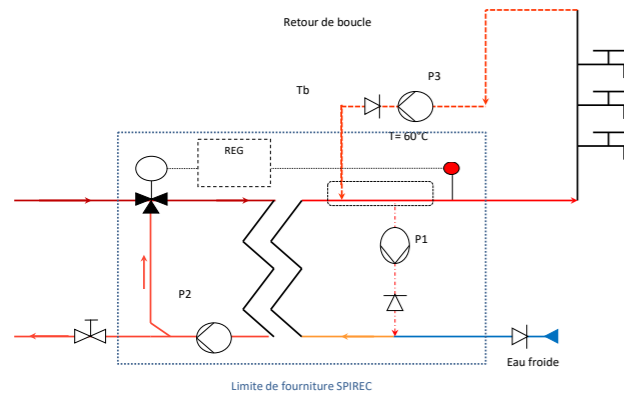 Retour de boucle
P3
Tb
T= 60°C
REG
P1
P2
Eau froide
Limite de fourniture SPIREC